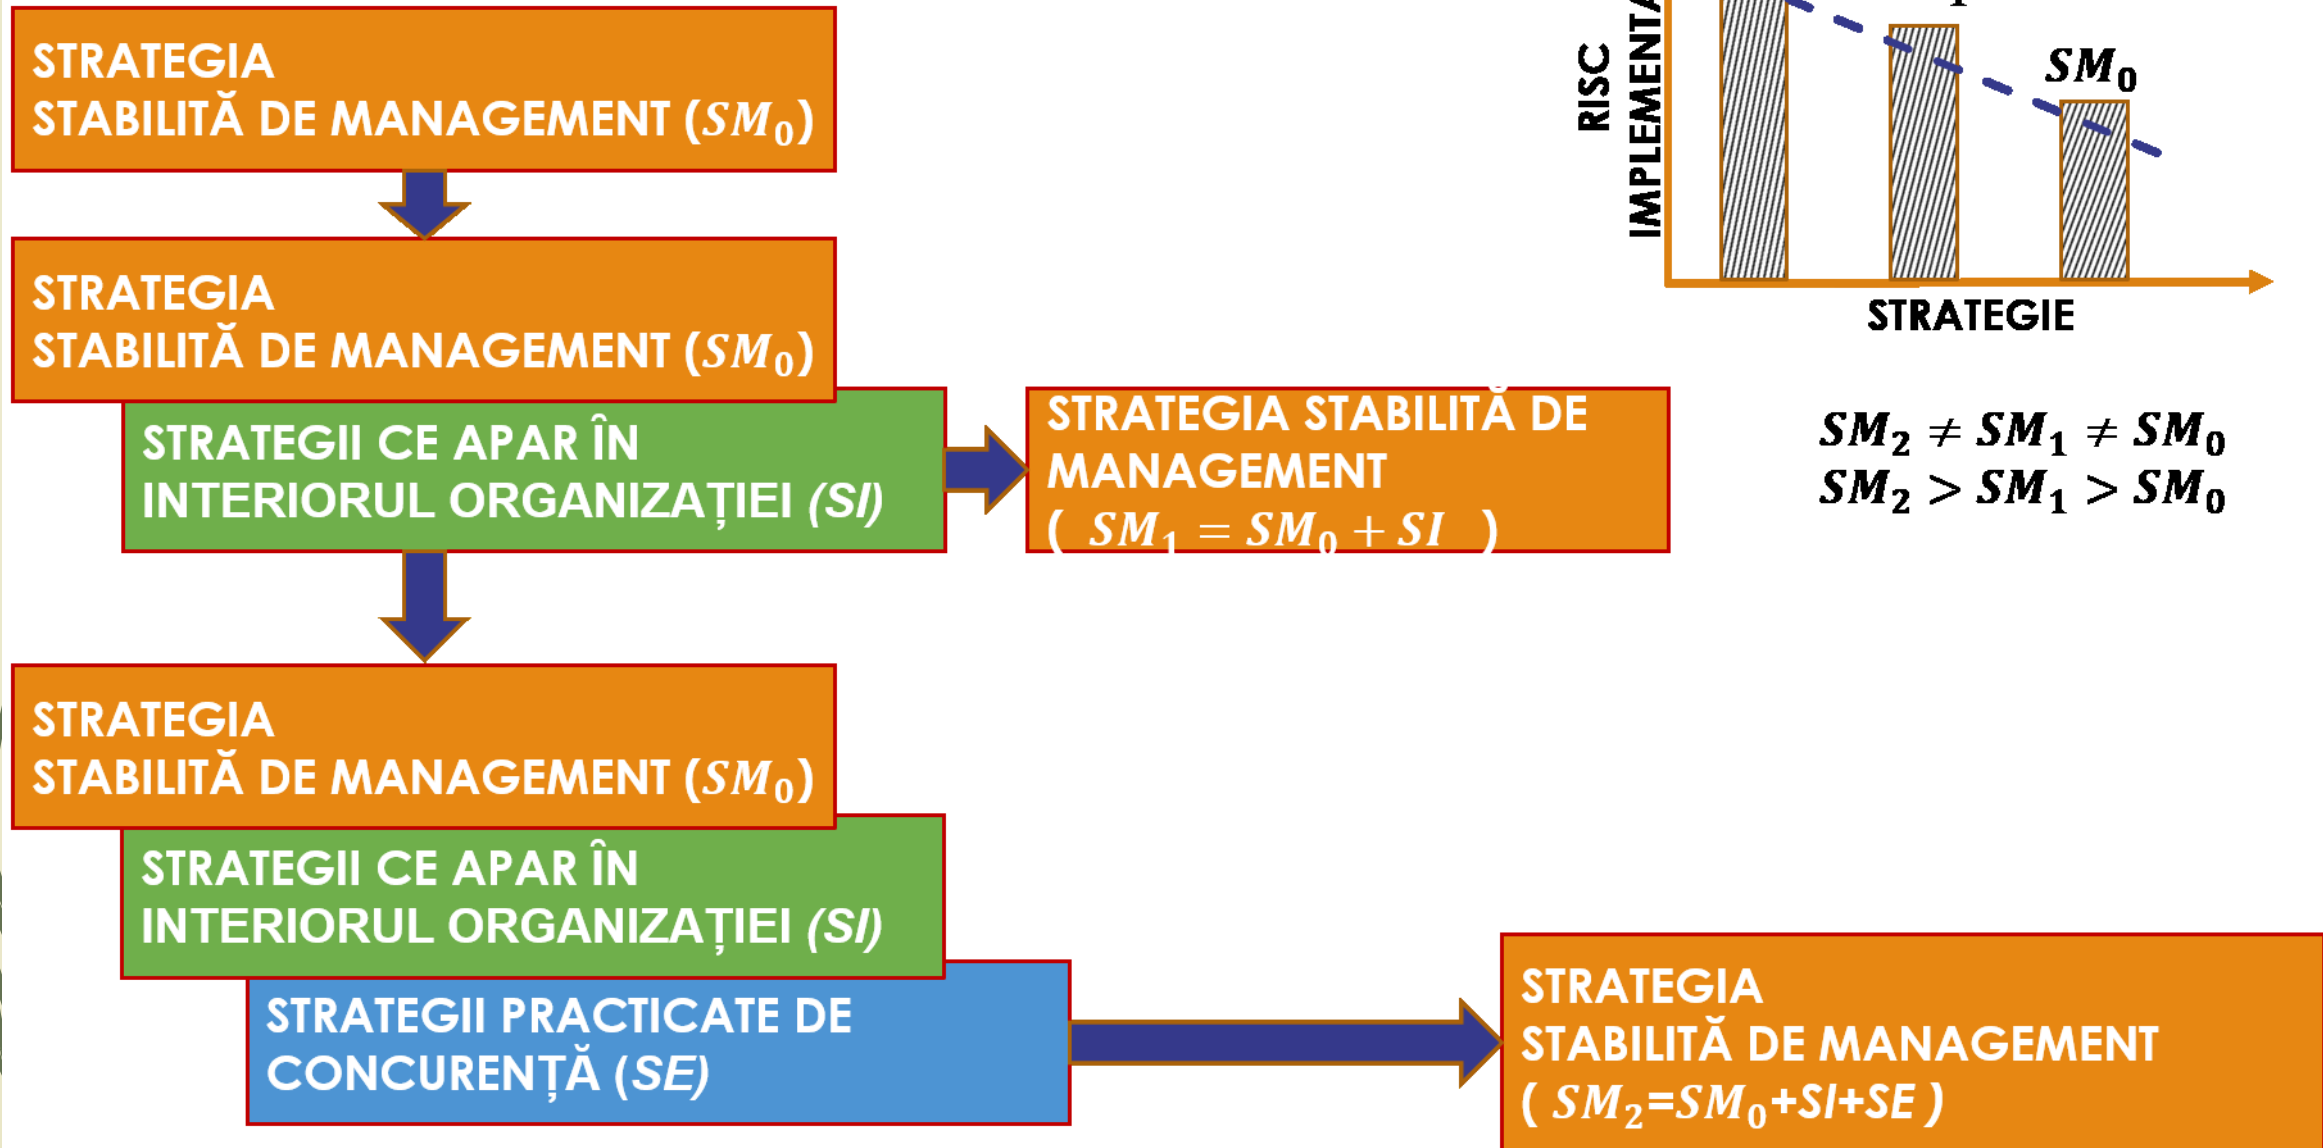 STRATEGIA
STABILITĂ DE MANAGEMENT (SM₀)
STRATEGIA
STABILITĂ DE MANAGEMENT (SM₀)
STRATEGII CE APAR ÎN
INTERIORUL ORGANIZAȚIEI (SI)
STRATEGIA STABILITĂ DE
MANAGEMENT
( SM₁ = SM₀ + SI )
STRATEGIA
STABILITĂ DE MANAGEMENT (SM₀)
STRATEGII CE APAR ÎN
INTERIORUL ORGANIZAȚIEI (SI)
STRATEGII PRACTICATE DE
CONCURENȚĂ (SE)
STRATEGIA
STABILITĂ DE MANAGEMENT
( SM₂=SM₀+SI+SE )
RISC
SM₀
STRATEGIE
SM₂ ≠ SM₁ ≠ SM₀
SM₂ > SM₁ > SM₀